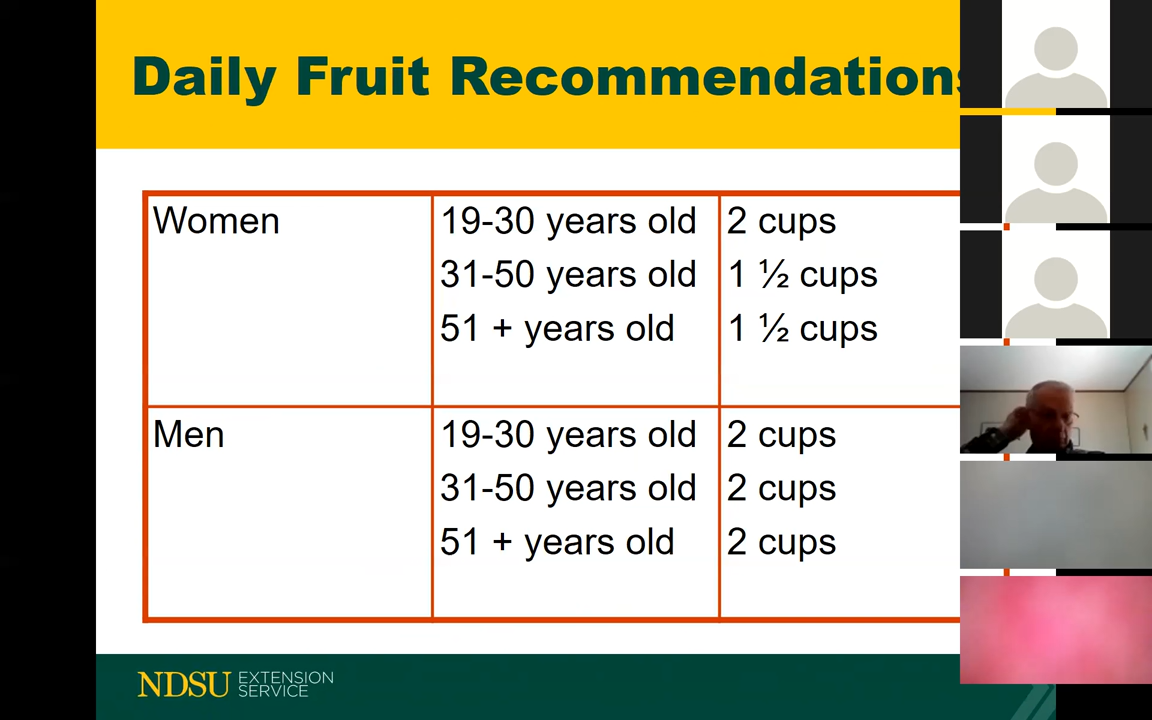 Daily Fruit Recommendations
Women 19-30 years old 2 cups
31-50 years old 1 ½ cups
51 + years old 1 ½ cups
Men 19-30 years old 2 cups
31-50 years old 2 cups
51 + years old 2 cups
NDSU EXTENSION
SERVICE